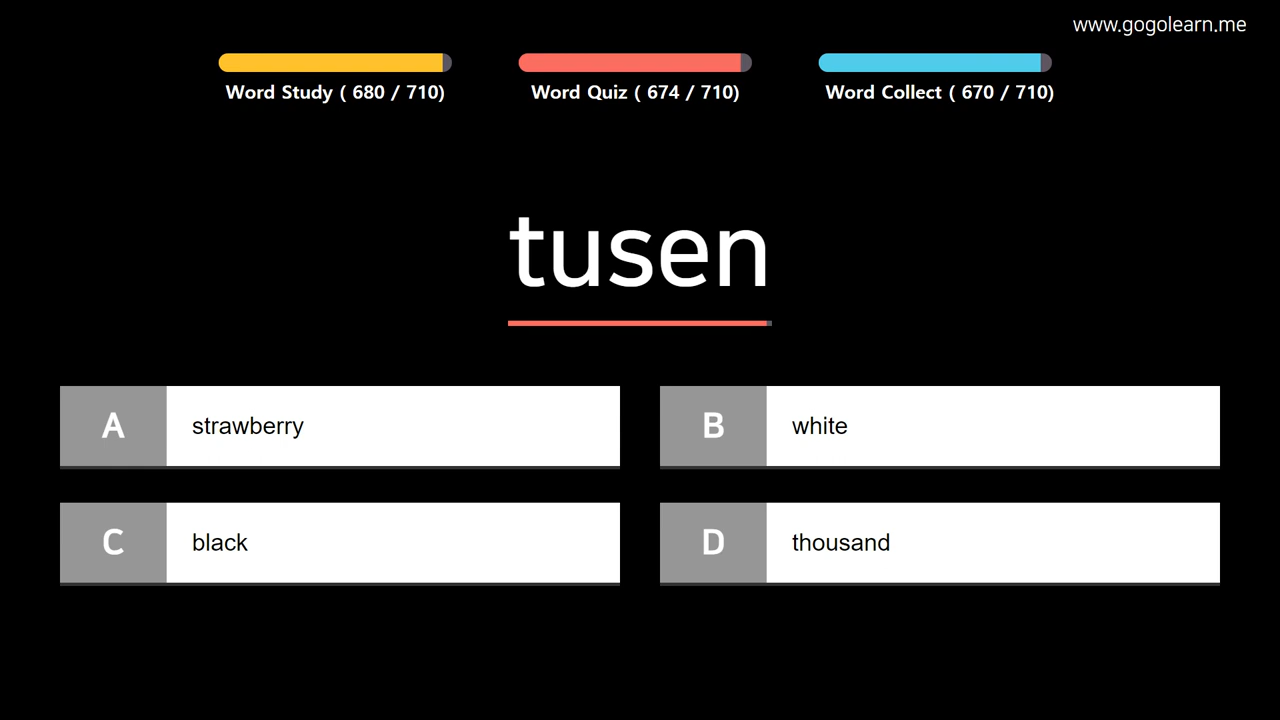 www.gogolearn.me
Word Study ( 680 / 710)
Word Quiz ( 674 / 710)
Word Collect ( 670 / 710)
tusen
A strawberry
B white
C black
D thousand